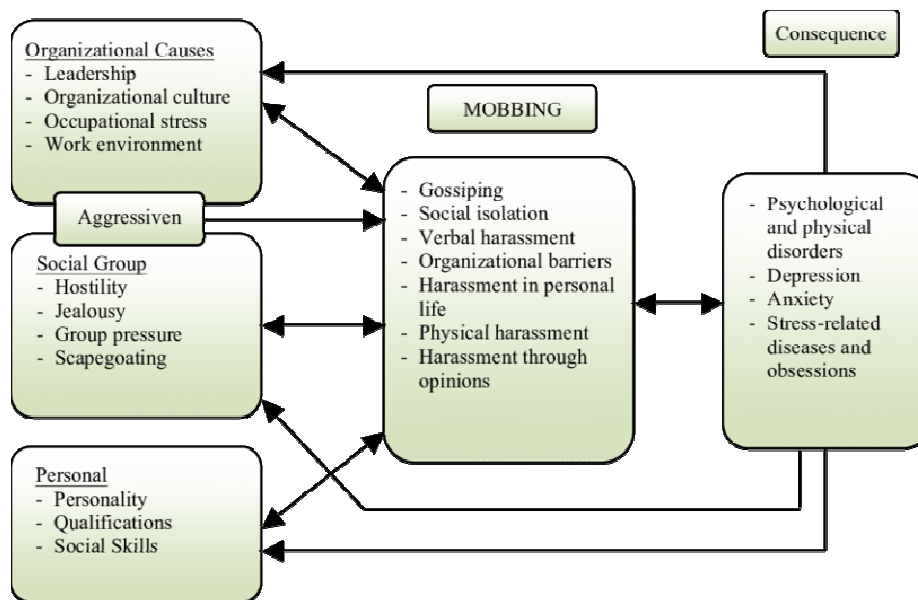 Consequence
Organizational Causes
- Leadership
- Organizational culture
- Occupational stress
- Work environment
MOBBING
Aggressiven
Social Group
- Hostility
- Jealousy
- Group pressure
- Scapegoating
Personal
- Personality
- Qualifications
- Social Skills
- Gossiping
- Social isolation
- Verbal harassment
- Organizational barriers
- Harassment in personal
life
- Physical harassment
- Harassment through
opinions
- Psychological
and physical
disorders
- Depression
- Anxiety
- Stress-related
diseases and
obsessions